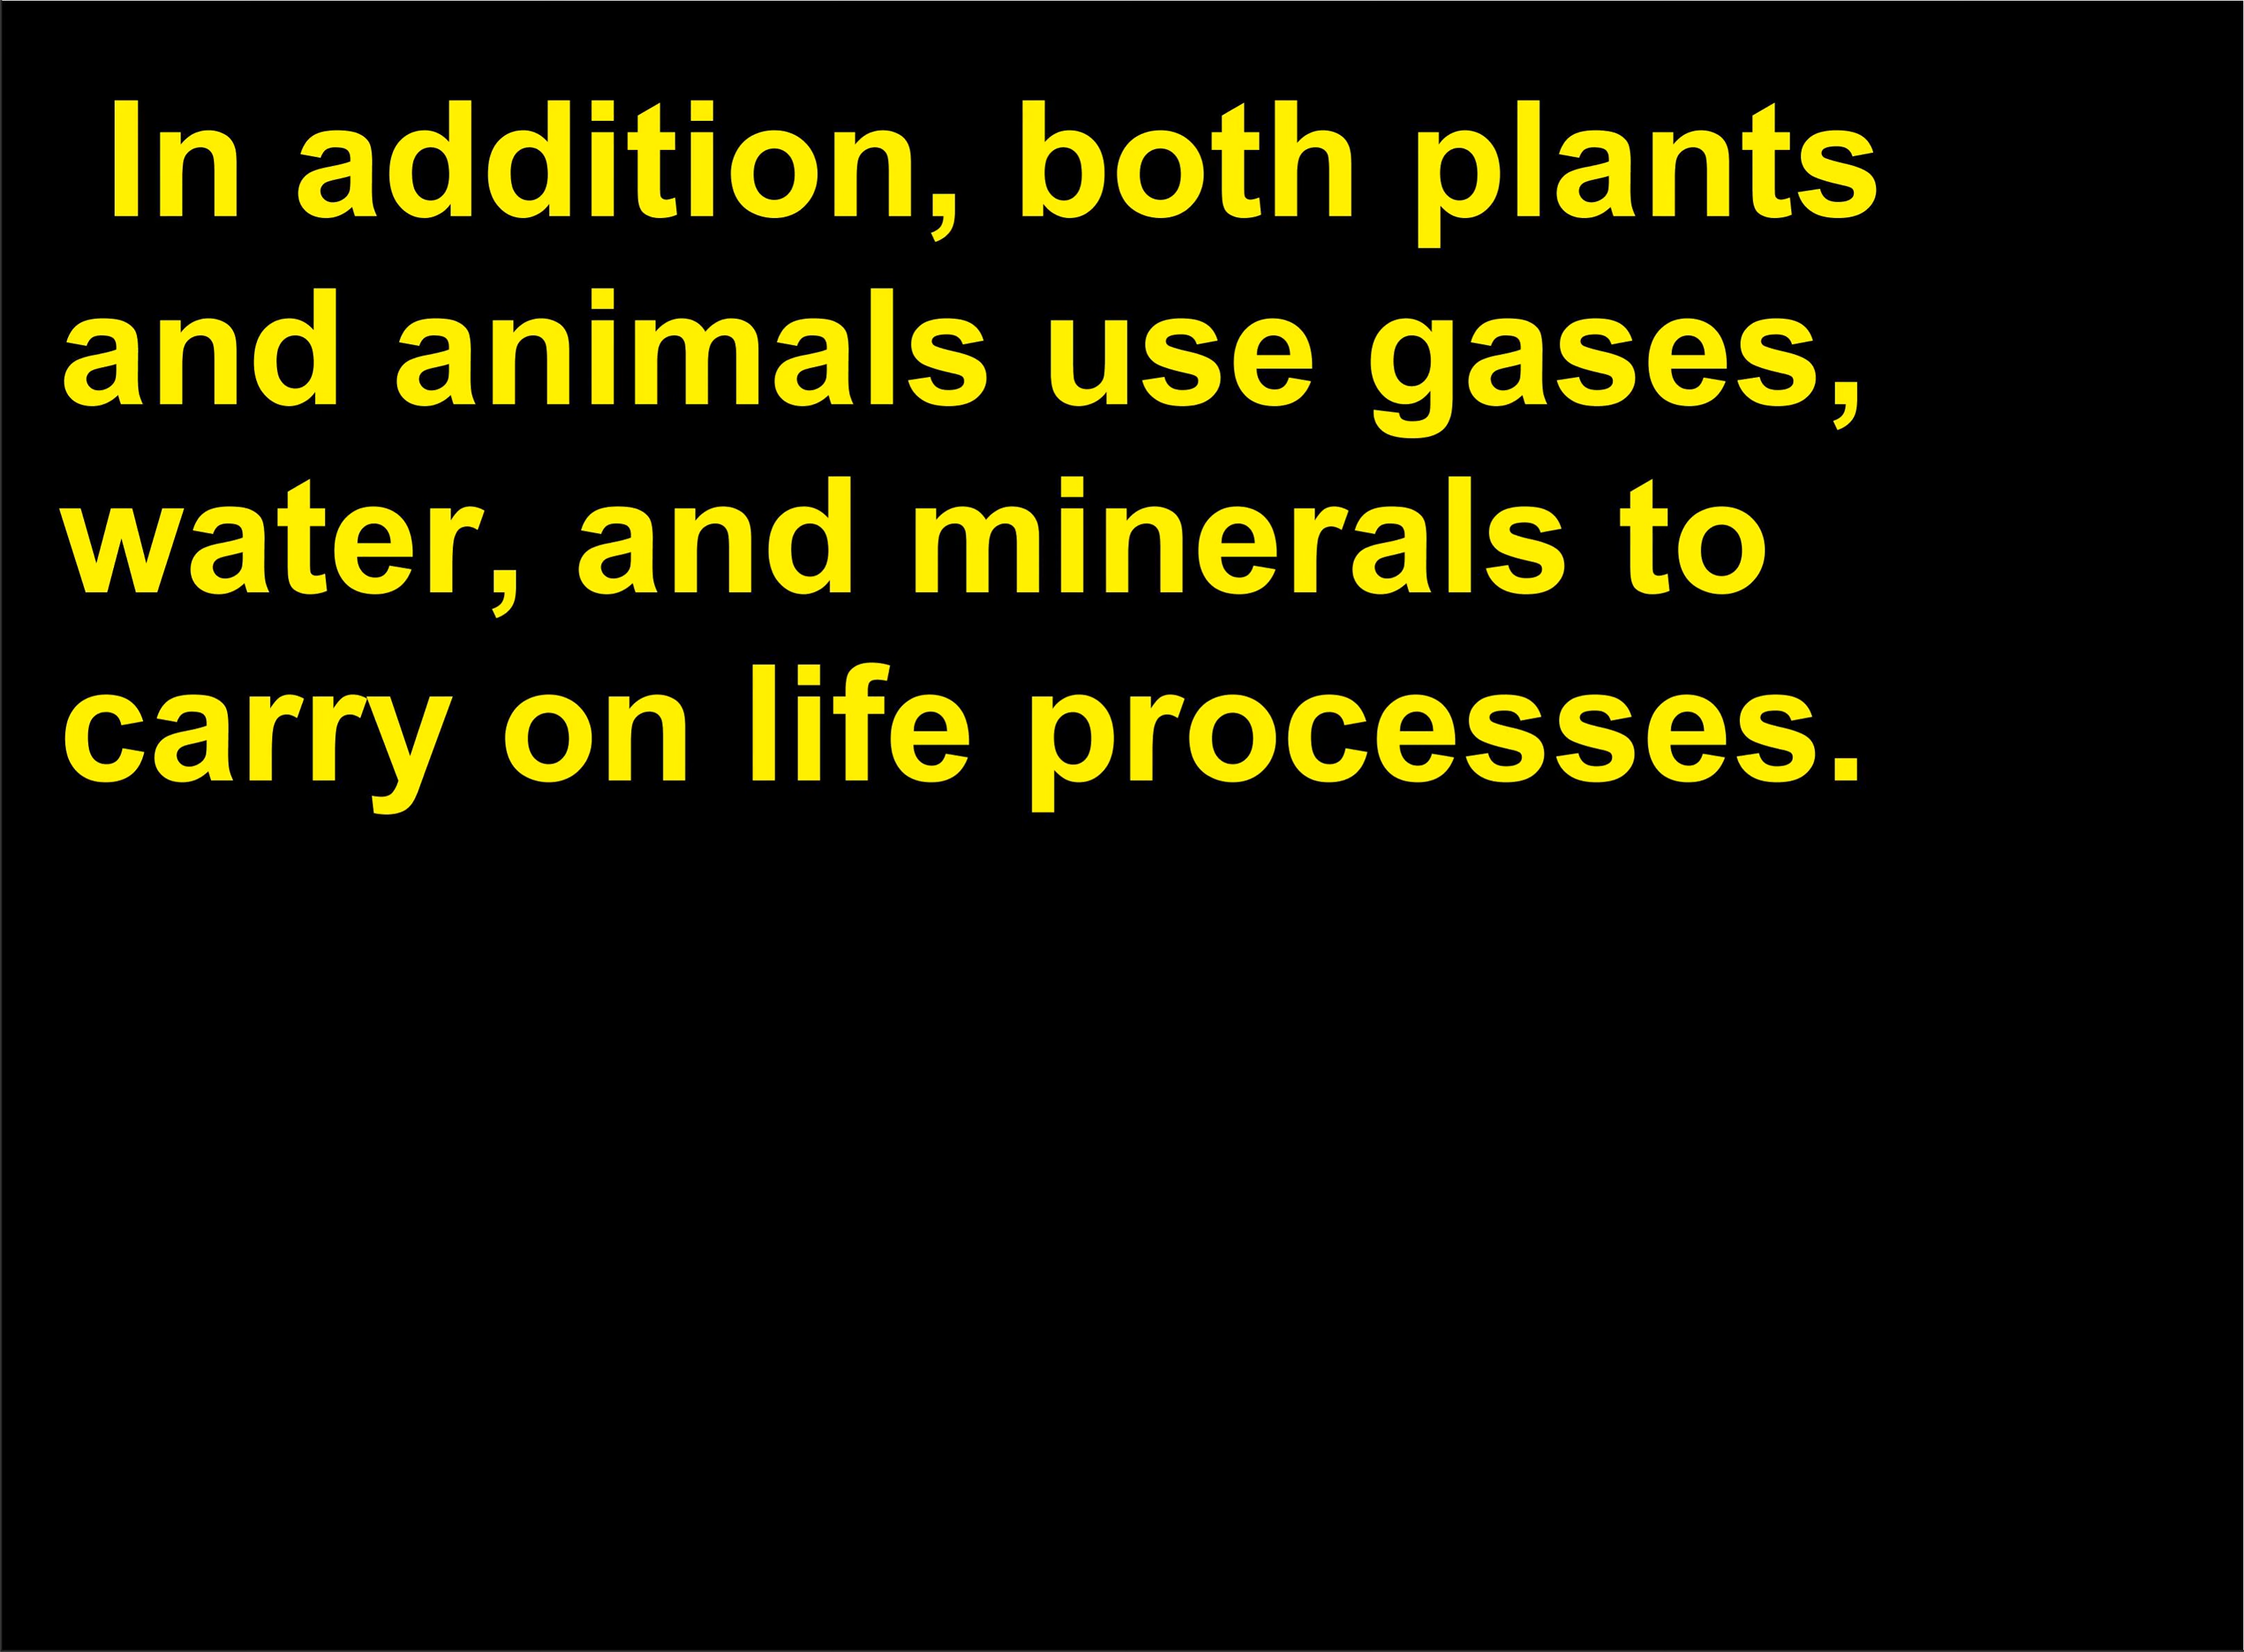 In addition, both plants
and animals use gases,
water, and minerals to
carry on life processes.